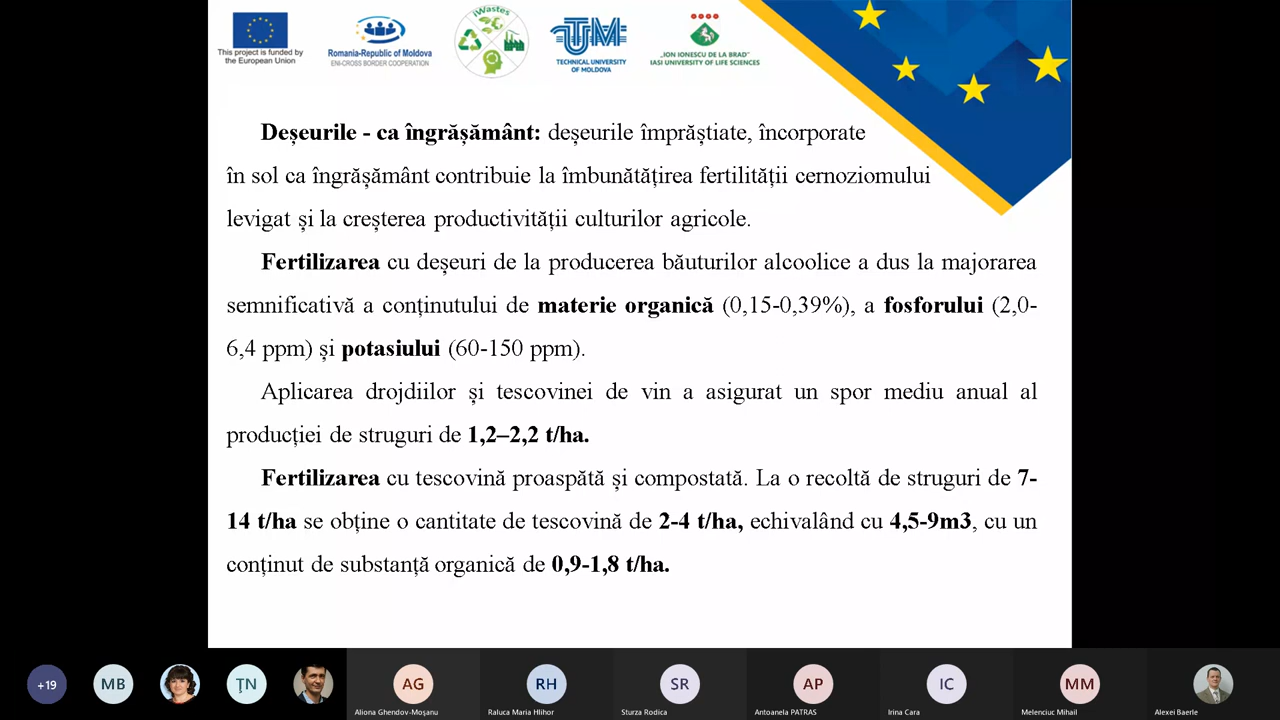 This project is funded by
the European Union
Romania-Republic of Moldova
ENI-CROSS BORDER COOPERATION
iWastes
UTM
TECHNICAL UNIVERSITY
OF MOLDOVA
„ION IONESCU DE LA BRAD"
IASI UNIVERSITY OF LIFE SCIENCES
Deșeurile - ca îngrășământ: deșeurile împrăștiate, încorporate
în sol ca îngrășământ contribuie la îmbunătățirea fertilității cernoziomului
levigat și la creșterea productivității culturilor agricole.
Fertilizarea cu deșeuri de la producerea băuturilor alcoolice a dus la majorarea
semnificativă a conținutului de materie organică (0,15-0,39%), a fosforului (2,0-
6,4 ppm) și potasiului (60-150 ppm).
Aplicarea drojdiilor și tescovinei de vin a asigurat un spor mediu anual al
producției de struguri de 1,2–2,2 t/ha.
Fertilizarea cu tescovină proaspătă și compostată. La o recoltă de struguri de 7-
14 t/ha se obține o cantitate de tescovină de 2-4 t/ha, echivalând cu 4,5-9m3, cu un
conținut de substanță organică de 0,9-1,8 t/ha.
+19
MB
ŢN
AG
RH
SR
AP
IC
MM
Aliona Ghendov-Moșanu
Raluca Maria Hlihor
Sturza Rodica
Antoanela PATRAS
Irina Cara
Melenciuc Mihail
Alexei Baerle